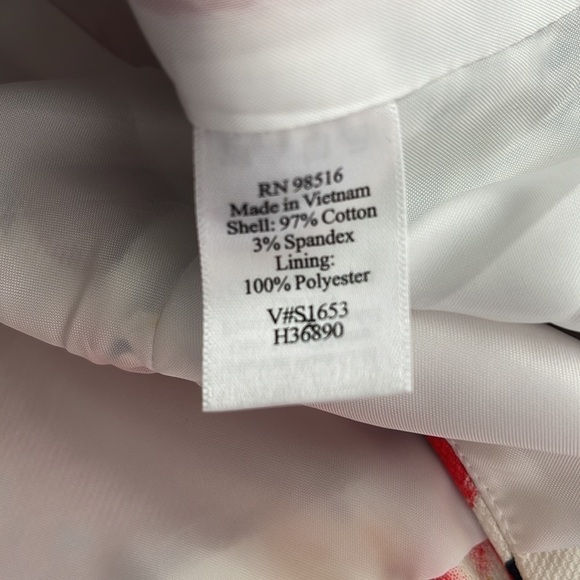 RN 98516
Made in Vietnam
Shell: 97% Cotton
3% Spandex
Lining:
100% Polyester
V#S1653
H36890